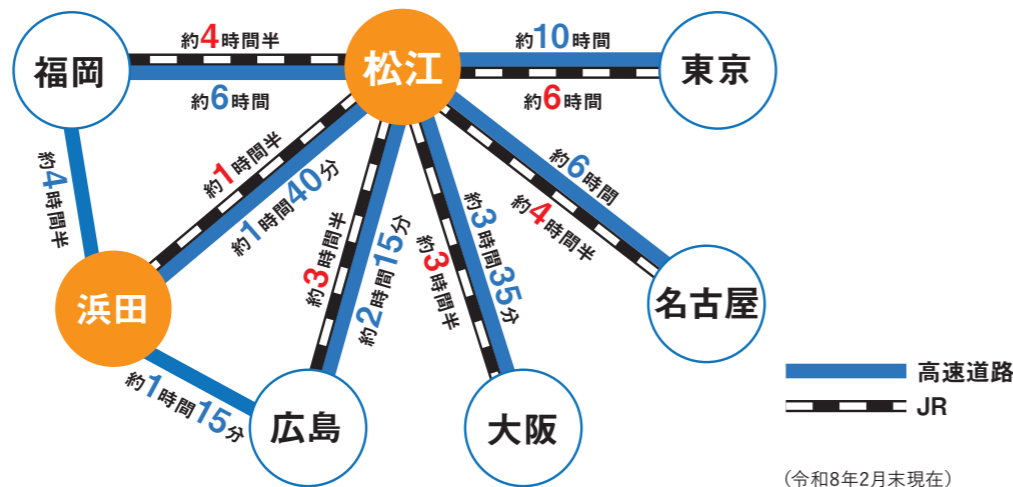 福岡
約4時間半
松江
約10時間
東京
約6時間
約6時間
約4時間半
約1時間半
約1時間40分
約3時間半
約2時間15分
約3時間半
約3時間35分
約6時間
約4時間半
名古屋
浜田
約1時間15分
広島
大阪
高速道路
JR
(令和8年2月末現在)